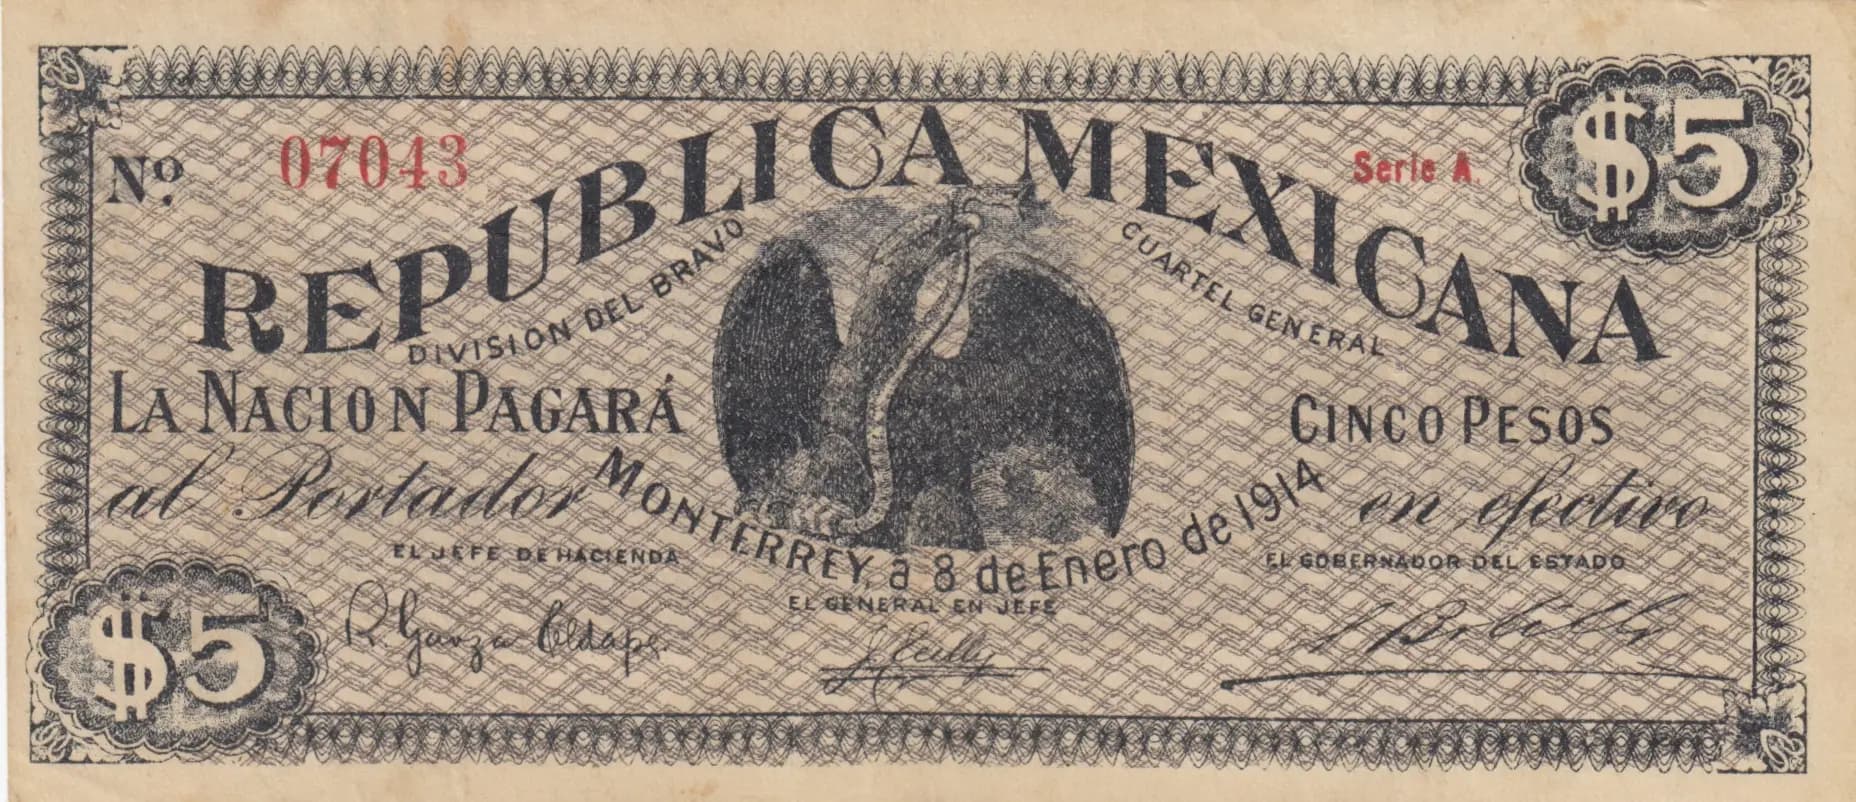 Nº. 07043
Serie A.
$5
REPUBLICA MEXICANA
DIVISION DEL BRAVO
CUARTEL GENERAL
LA NACION PAGARÁ
CINCO PESOS
al Portador
en efectivo
MONTERREY, a 8 de Enero de 1914
EL JEFE DE HACIENDA
EL GENERAL EN JEFE
EL GOBERNADOR DEL ESTADO
$5
R. Garza Eldape.